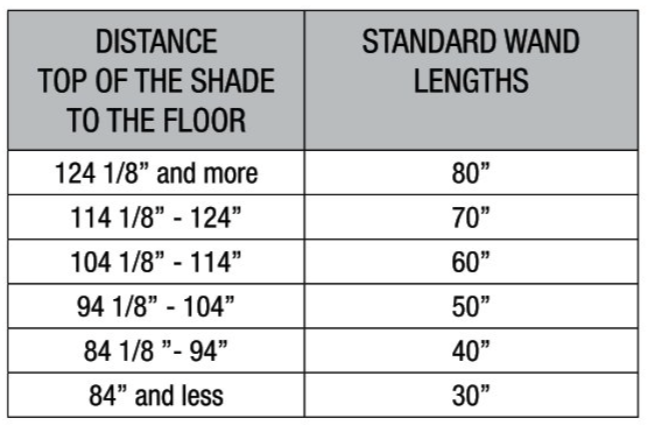 DISTANCE
TOP OF THE SHADE
TO THE FLOOR
STANDARD WAND
LENGTHS
124 1/8” and more 80”
114 1/8” - 124” 70”
104 1/8” - 114” 60”
94 1/8” - 104” 50”
84 1/8 ”- 94” 40”
84” and less 30”